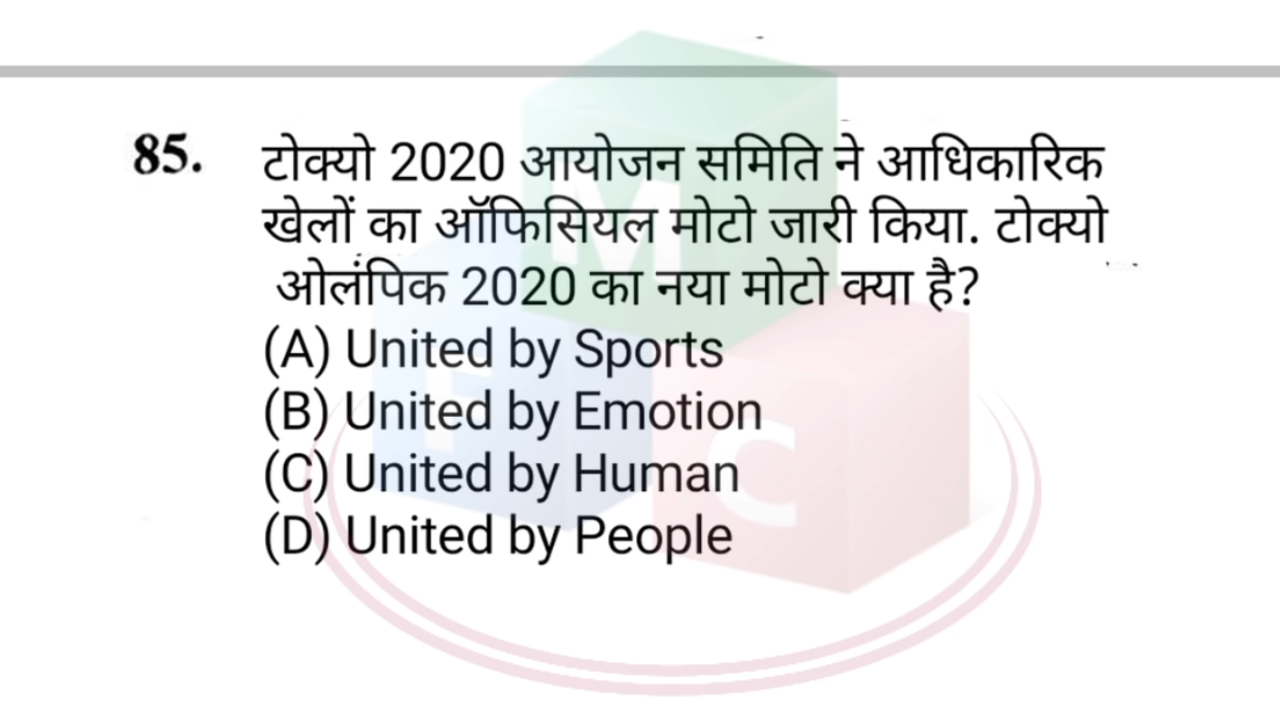 85. टोक्यो 2020 आयोजन समिति ने आधिकारिक
खेलों का ऑफिसियल मोटो जारी किया. टोक्यो
ओलंपिक 2020 का नया मोटो क्या है?
(A) United by Sports
(B) United by Emotion
(C) United by Human
(D) United by People
M
F
C